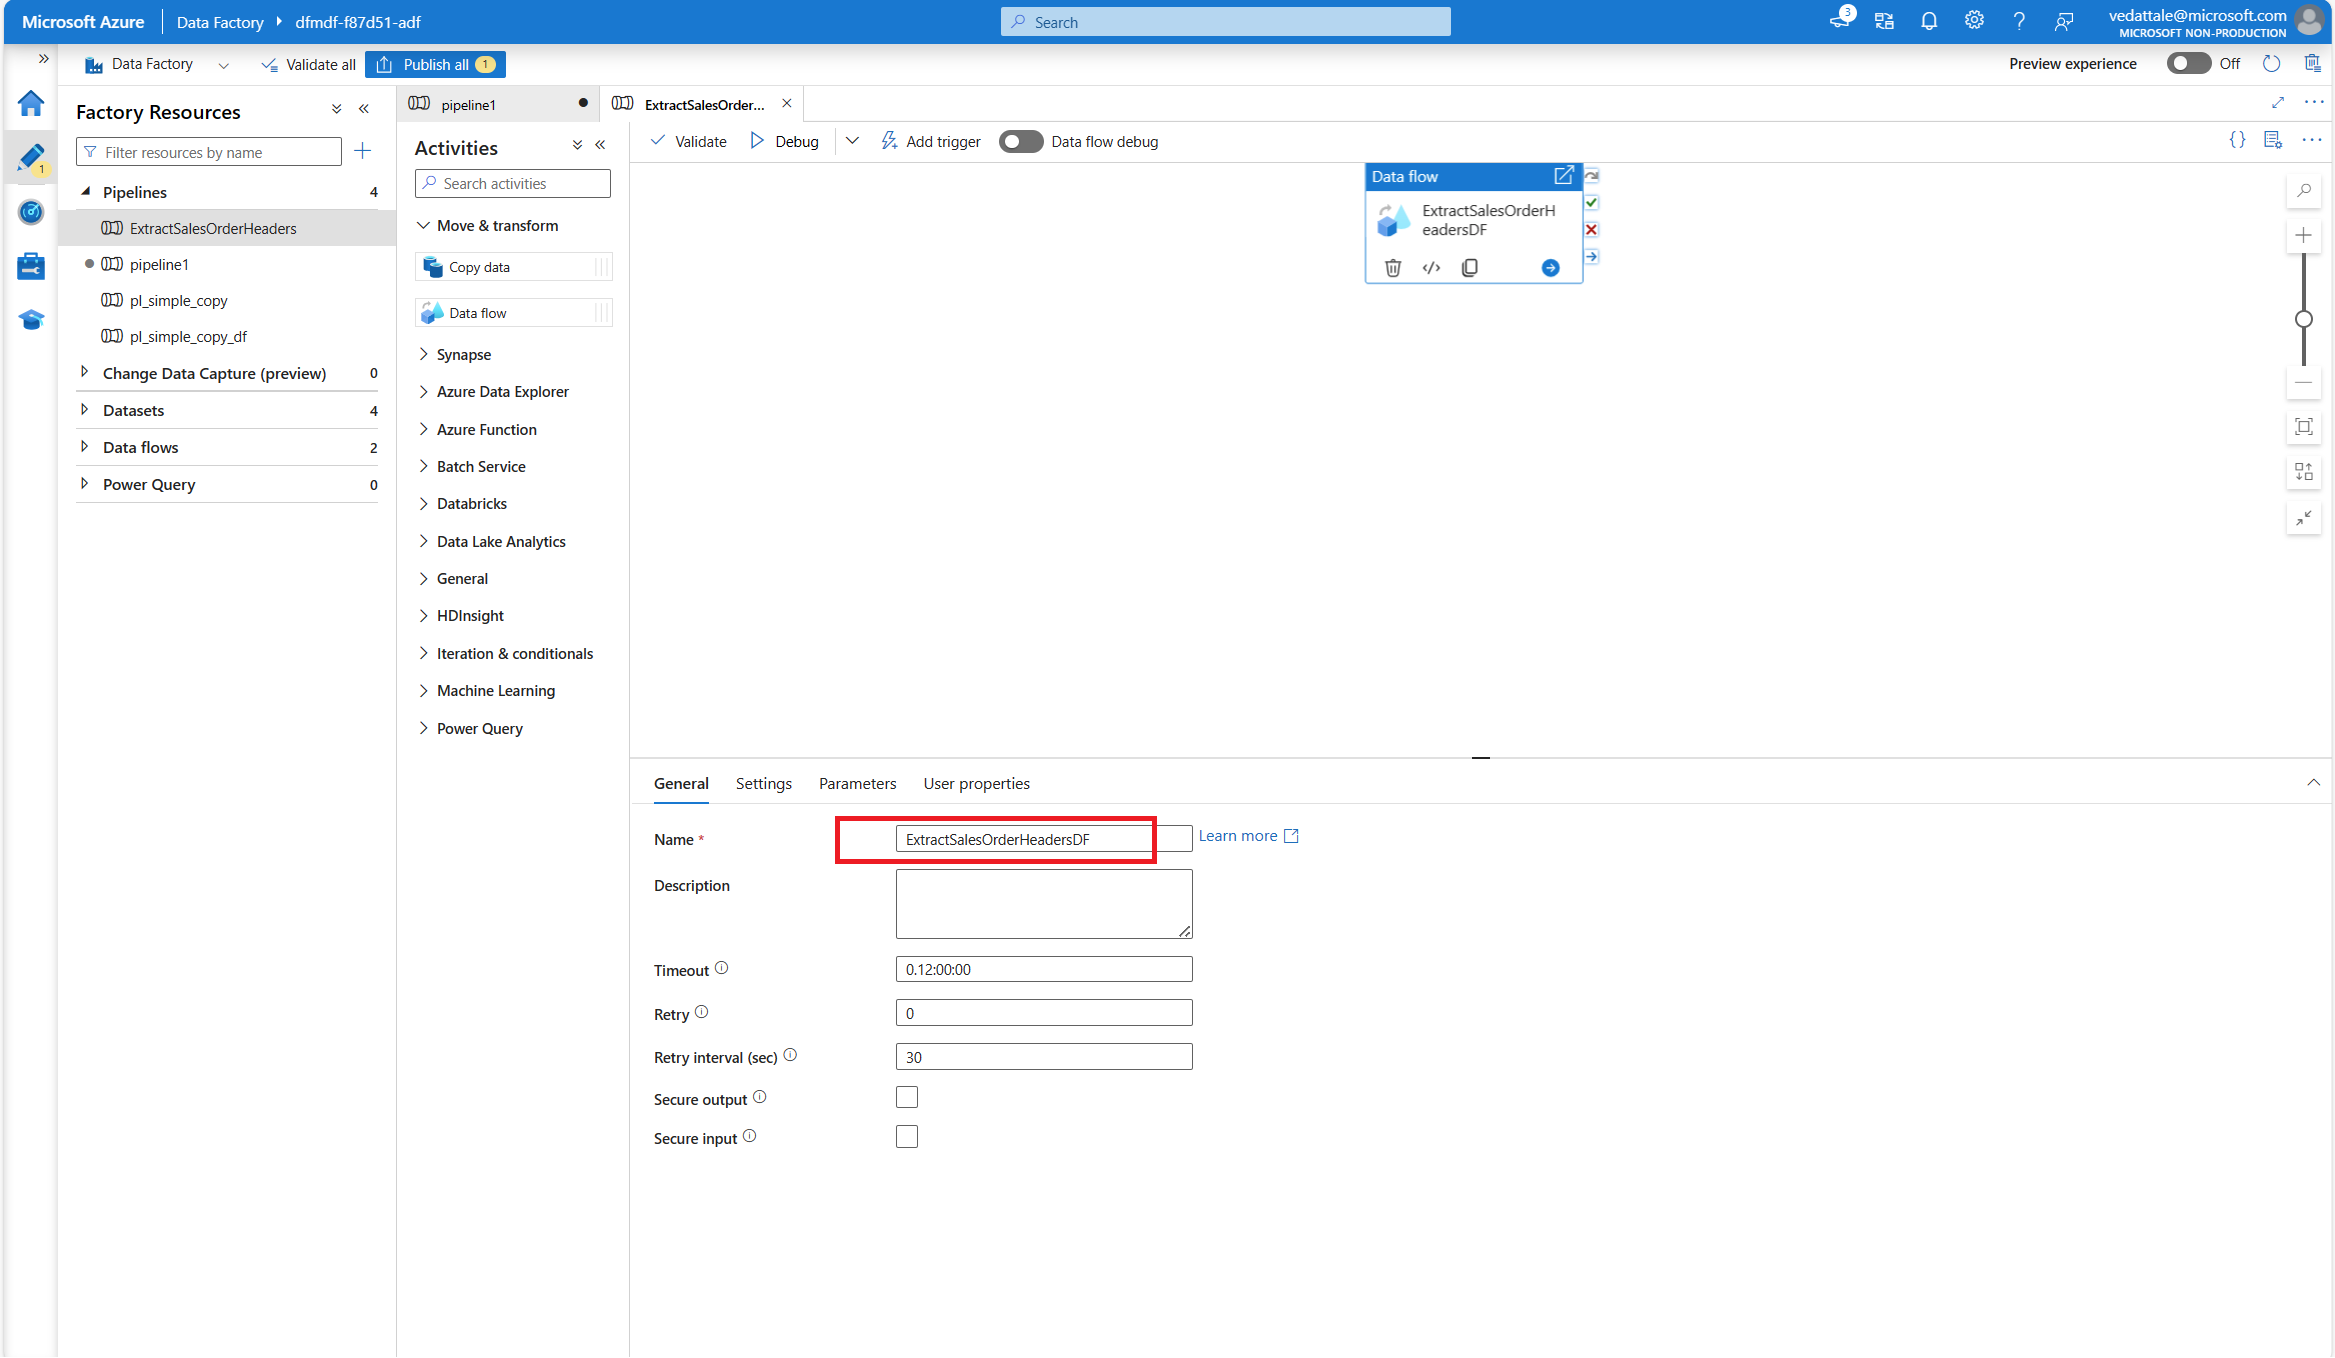 Microsoft Azure
Data Factory
dfmdf-f87d51-adf
Search
3
vedattale@microsoft.com
MICROSOFT NON-PRODUCTION
Data Factory
Validate all
Publish all 1
Preview experience
Off
1
Factory Resources
Filter resources by name
Pipelines 4
ExtractSalesOrderHeaders
pipeline1
pl_simple_copy
pl_simple_copy_df
Change Data Capture (preview) 0
Datasets 4
Data flows 2
Power Query 0
pipeline1
ExtractSalesOrder...
Activities
Search activities
Move & transform
Copy data
Data flow
Synapse
Azure Data Explorer
Azure Function
Batch Service
Databricks
Data Lake Analytics
General
HDInsight
Iteration & conditionals
Machine Learning
Power Query
Validate
Debug
Add trigger
Data flow debug
Data flow
ExtractSalesOrderH
eadersDF
General
Settings
Parameters
User properties
Name * ExtractSalesOrderHeadersDF Learn more
Description
Timeout 0.12:00:00
Retry 0
Retry interval (sec) 30
Secure output
Secure input